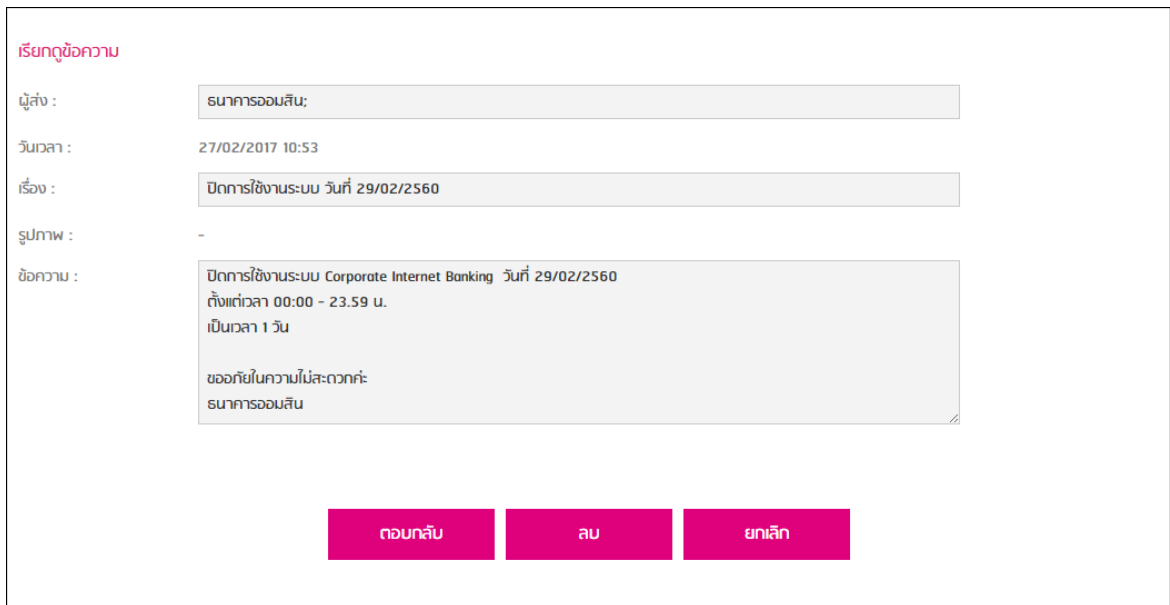 เรียกดูข้อความ
ผู้ส่ง : ธนาคารออมสิน;
วันเวลา : 27/02/2017 10:53
เรื่อง : ปิดการใช้งานระบบ วันที่ 29/02/2560
รูปภาพ : -
ข้อความ : ปิดการใช้งานระบบ Corporate Internet Banking วันที่ 29/02/2560
ตั้งแต่เวลา 00:00 - 23.59 น.
เป็นเวลา 1 วัน
ขออภัยในความไม่สะดวกค่ะ
ธนาคารออมสิน
ตอบกลับ ลบ ยกเลิก